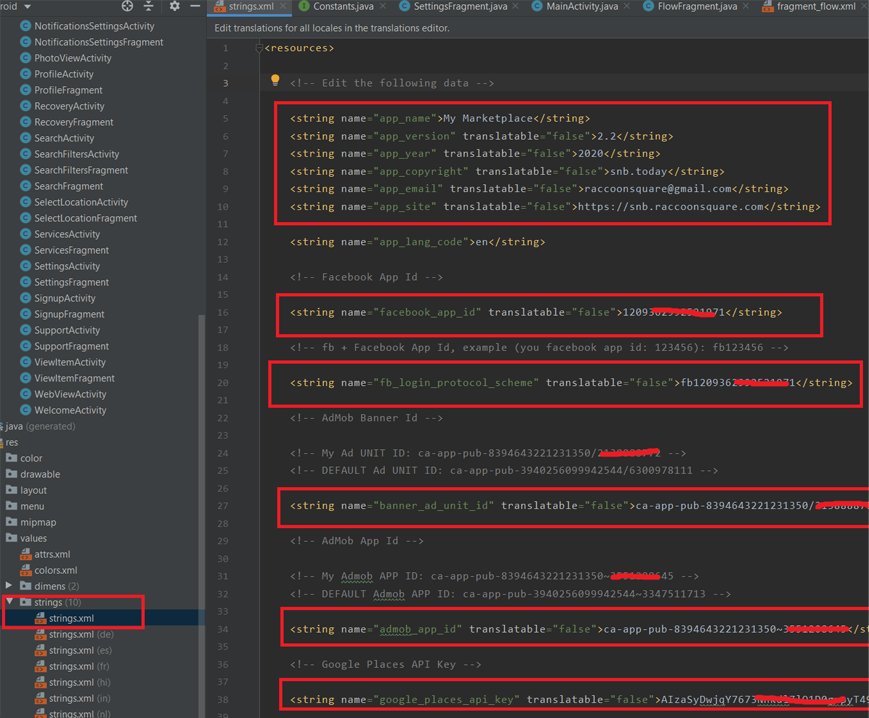 roid
NotificationsSettingsActivity
NotificationsSettingsFragment
PhotoViewActivity
ProfileActivity
ProfileFragment
RecoveryActivity
RecoveryFragment
SearchActivity
SearchFiltersActivity
SearchFiltersFragment
SearchFragment
SelectLocationActivity
SelectLocationFragment
ServicesActivity
ServicesFragment
SettingsActivity
SettingsFragment
SignupActivity
SignupFragment
SupportActivity
SupportFragment
ViewItemActivity
ViewItemFragment
WebViewActivity
WelcomeActivity
java (generated)
res
color
drawable
layout
menu
mipmap
values
attrs.xml
colors.xml
dimens (2)
strings (10)
strings.xml
strings.xml (de)
strings.xml (es)
strings.xml (fr)
strings.xml (hi)
strings.xml (in)
strings.xml (nl)
strings.xml Constants.java SettingsFragment.java MainActivity.java FlowFragment.java fragment_flow.xml
Edit translations for all locales in the translations editor.
1 <resources>
2
3 <!-- Edit the following data -->
4
5 <string name="app_name">My Marketplace</string>
6 <string name="app_version" translatable="false">2.2</string>
7 <string name="app_year" translatable="false">2020</string>
8 <string name="app_copyright" translatable="false">snb.today</string>
9 <string name="app_email" translatable="false">raccoonsquare@gmail.com</string>
10 <string name="app_site" translatable="false">https://snb.raccoonsquare.com</string>
11
12 <string name="app_lang_code">en</string>
13
14 <!-- Facebook App Id -->
15
16 <string name="facebook_app_id" translatable="false"></string>
17
18 <!-- fb + Facebook App Id, example (you facebook app id: 123456): fb123456 -->
19
20 <string name="fb_login_protocol_scheme" translatable="false"></string>
21
22 <!-- AdMob Banner Id -->
23
24 <!-- My Ad UNIT ID: ca-app-pub-8394643221231350/ -->
25 <!-- DEFAULT Ad UNIT ID: ca-app-pub-3940256099942544/6300978111 -->
26
27 <string name="banner_ad_unit_id" translatable="false">ca-app-pub-8394643221231350/
28
29 <!-- AdMob App Id -->
30
31 <!-- My Admob APP ID: ca-app-pub-8394643221231350~ -->
32 <!-- DEFAULT Admob APP ID: ca-app-pub-3940256099942544~3347511713 -->
33
34 <string name="admob_app_id" translatable="false">ca-app-pub-8394643221231350~ </st
35
36 <!-- Google Places API Key -->
37
38 <string name="google_places_api_key" translatable="false">
39